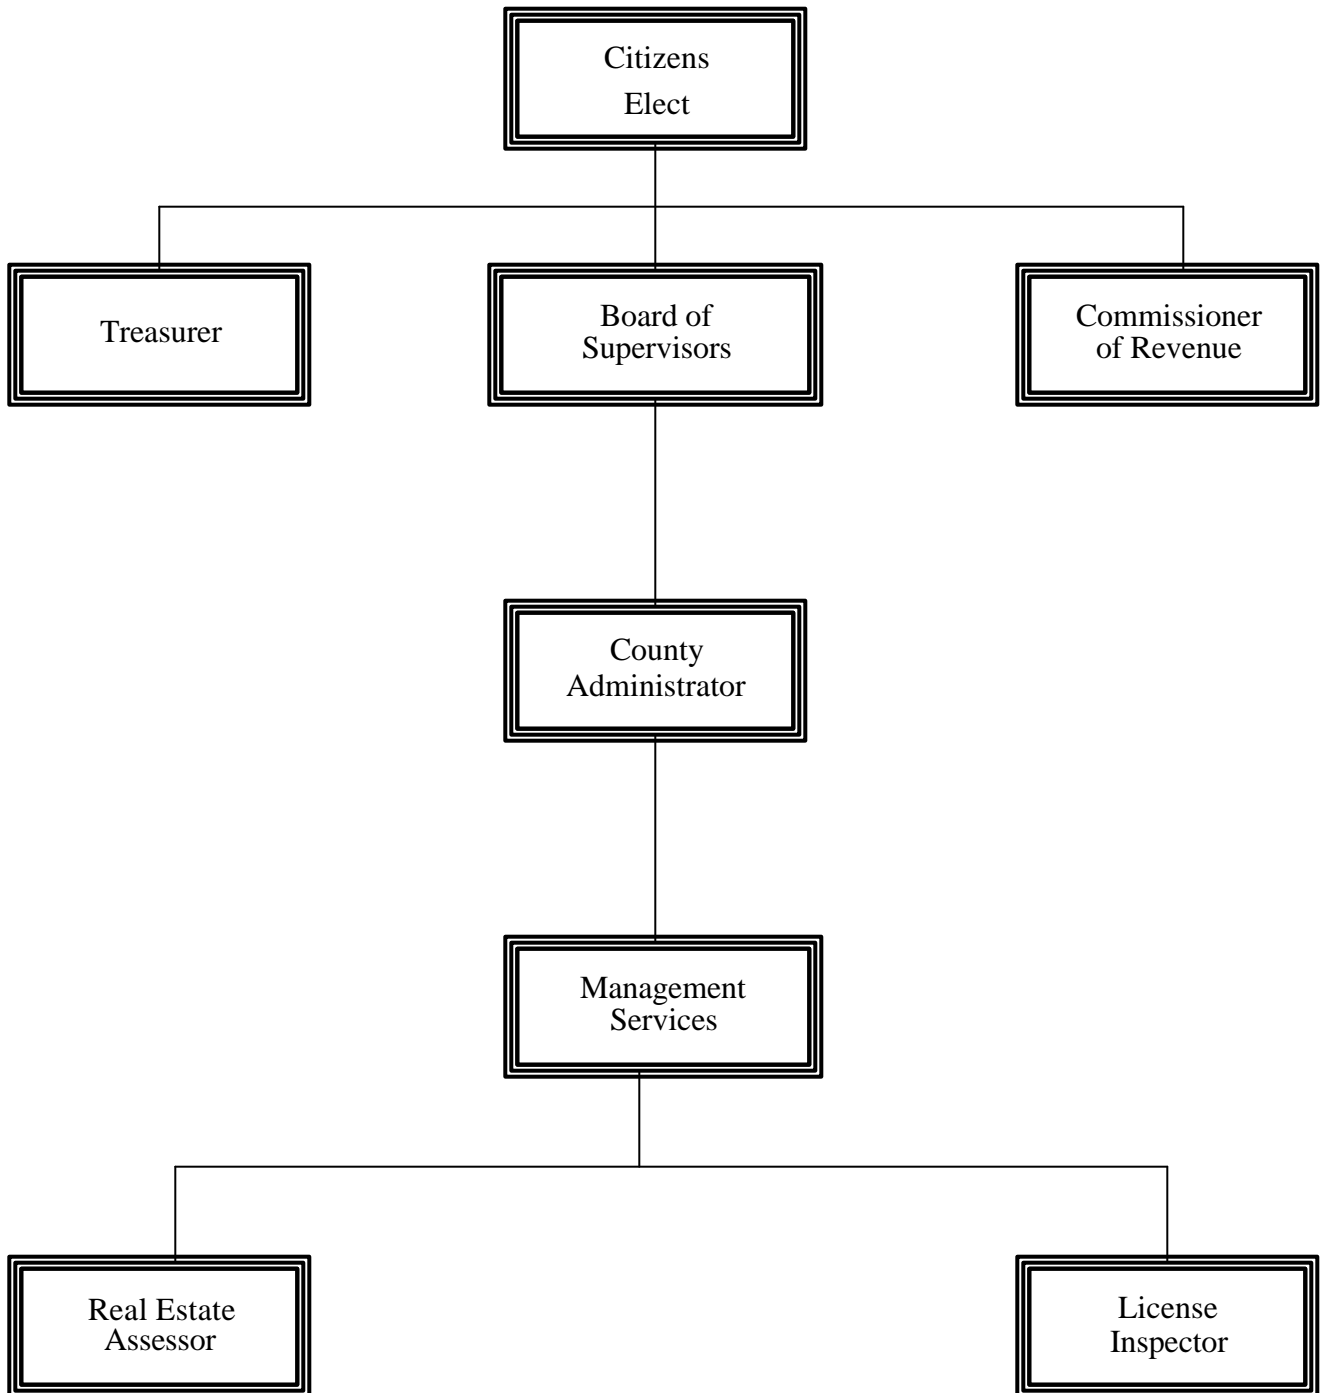 Citizens
Elect
Treasurer
Board of
Supervisors
Commissioner
of Revenue
County
Administrator
Management
Services
Real Estate
Assessor
License
Inspector